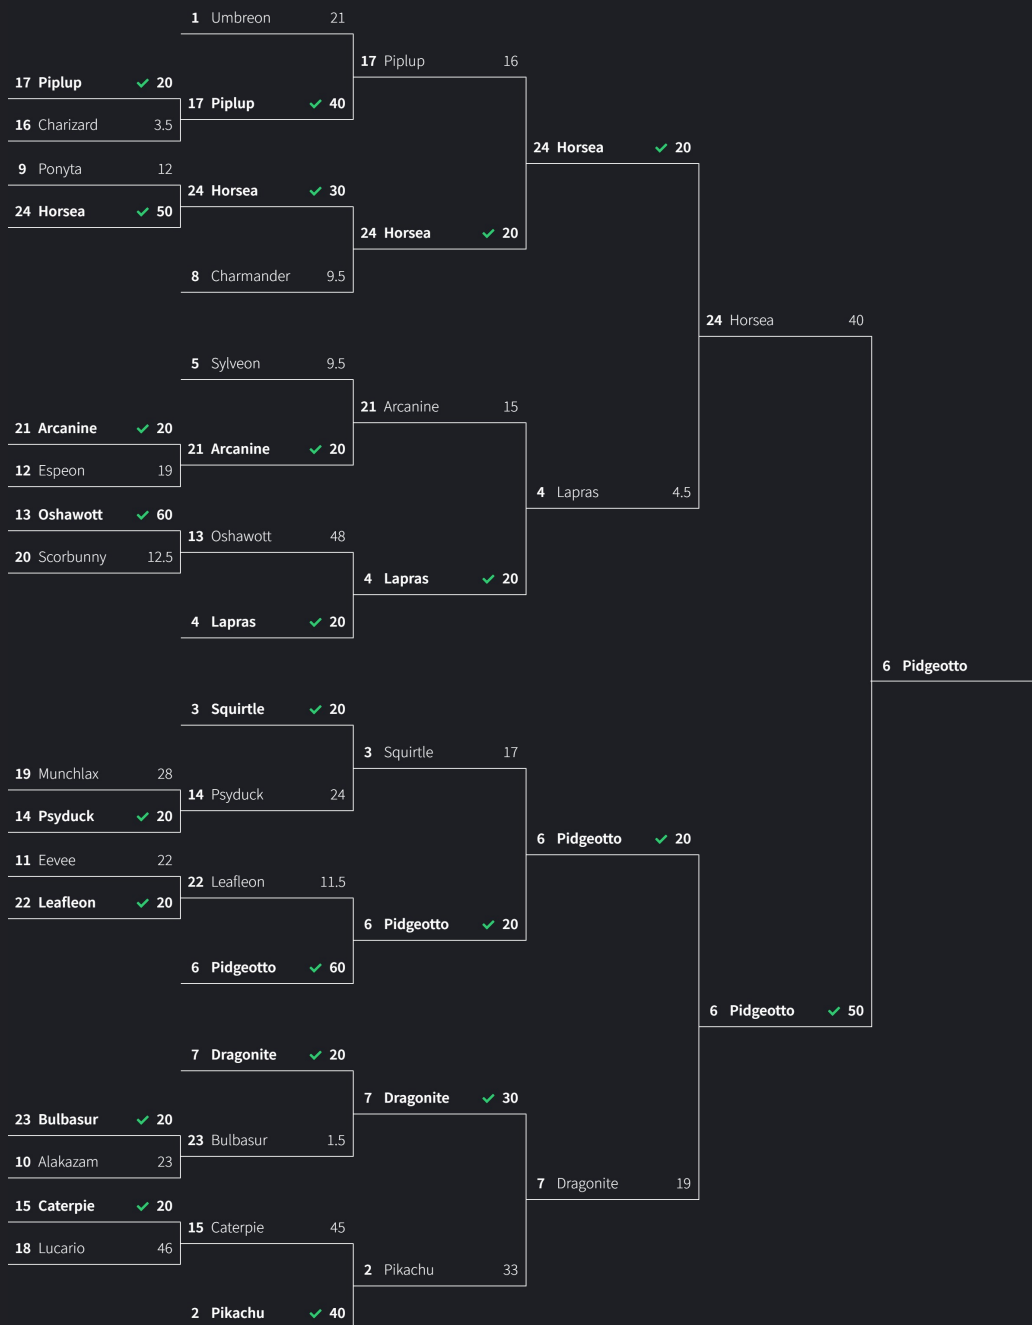 1 Umbreon 21
17 Piplup 16
17 Piplup 20
17 Piplup 40
16 Charizard 3.5
24 Horsea 20
9 Ponyta 12
24 Horsea 30
24 Horsea 50
24 Horsea 20
8 Charmander 9.5
24 Horsea 40
5 Sylveon 9.5
21 Arcanine 15
21 Arcanine 20
21 Arcanine 20
12 Espeon 19
4 Lapras 4.5
13 Oshawott 60
13 Oshawott 48
20 Scorbunny 12.5
4 Lapras 20
4 Lapras 20
6 Pidgeotto
3 Squirtle 20
3 Squirtle 17
19 Munchlax 28
14 Psyduck 24
14 Psyduck 20
6 Pidgeotto 20
11 Eevee 22
22 Leafleon 11.5
22 Leafleon 20
6 Pidgeotto 20
6 Pidgeotto 60
6 Pidgeotto 50
7 Dragonite 20
7 Dragonite 30
23 Bulbasur 20
23 Bulbasur 1.5
10 Alakazam 23
7 Dragonite 19
15 Caterpie 20
15 Caterpie 45
18 Lucario 46
2 Pikachu 33
2 Pikachu 40